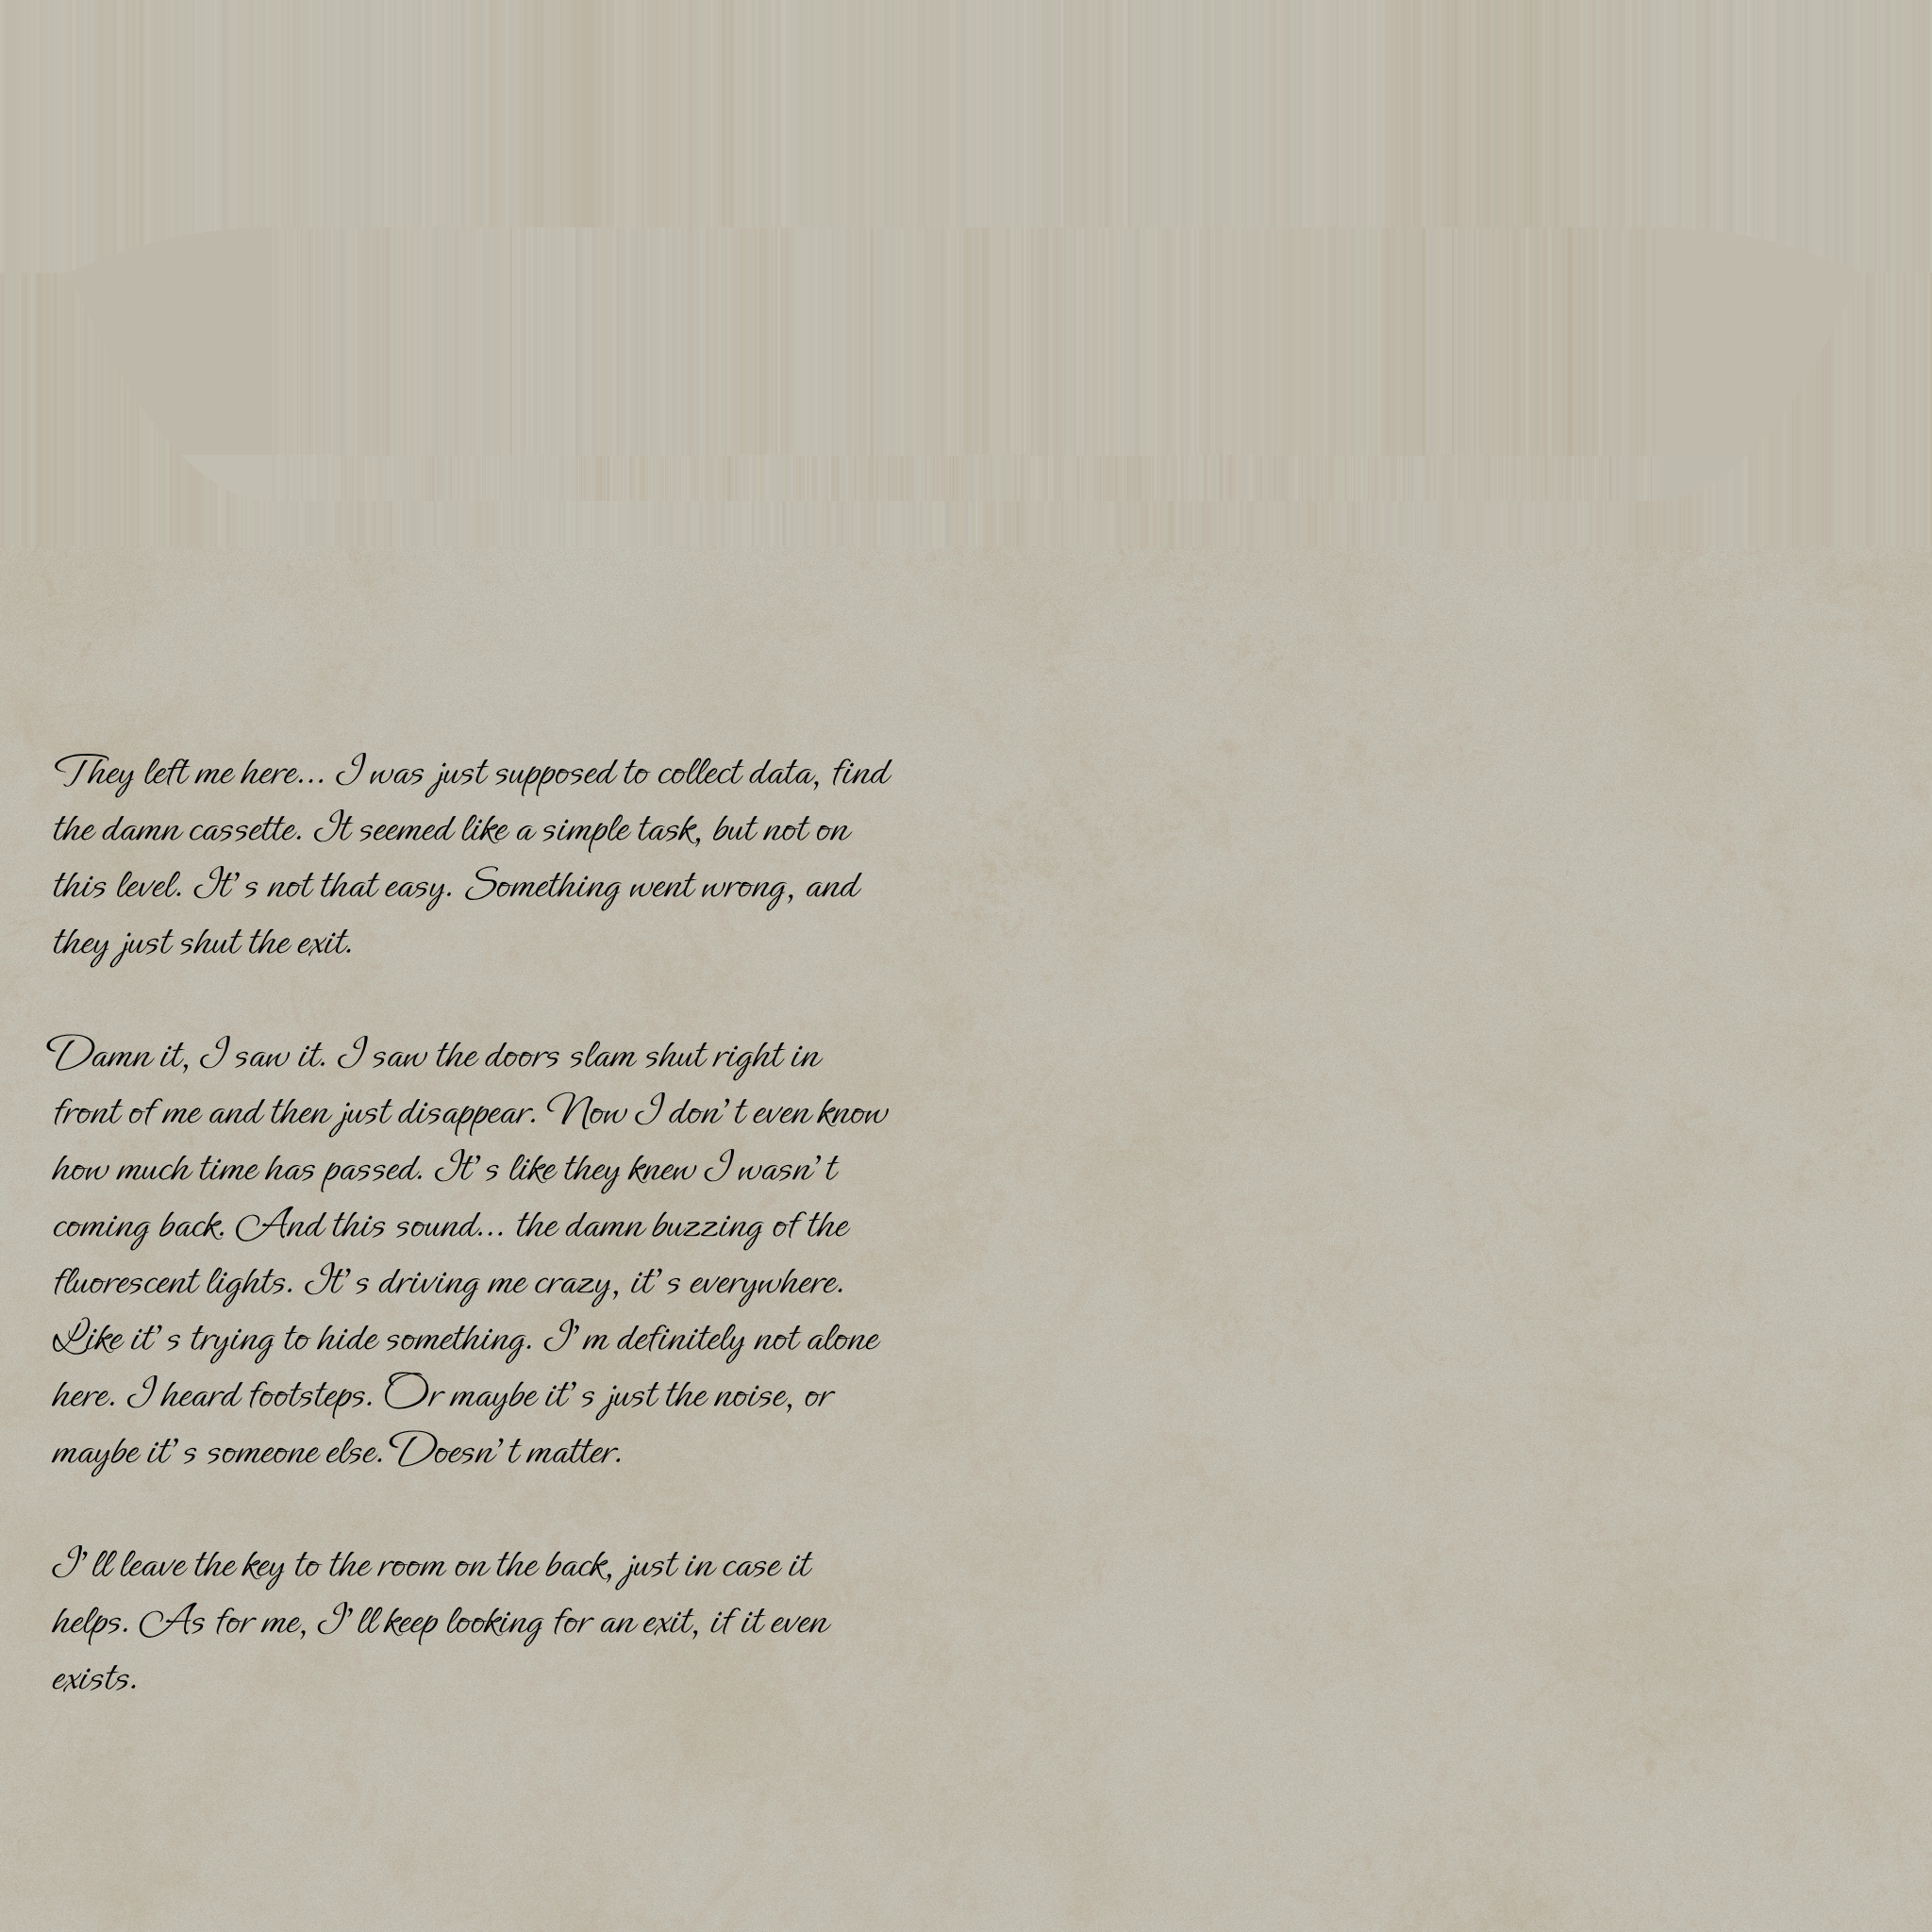 They left me here... I was just supposed to collect data, find
the damn cassette. It seemed like a simple task, but not on
this level. It's not that easy. Something went wrong, and
they just shut the exit.
Damn it, I saw it. I saw the doors slam shut right in
front of me and then just disappear. Now I don't even know
how much time has passed. It's like they knew I wasn't
coming back. And this sound... the damn buzzing of the
fluorescent lights. It's driving me crazy, it's everywhere.
Like it's trying to hide something. I'm definitely not alone
here. I heard footsteps. Or maybe it's just the noise, or
maybe it's someone else. Doesn't matter.
I'll leave the key to the room on the back, just in case it
helps. As for me, I'll keep looking for an exit, if it even
exists.